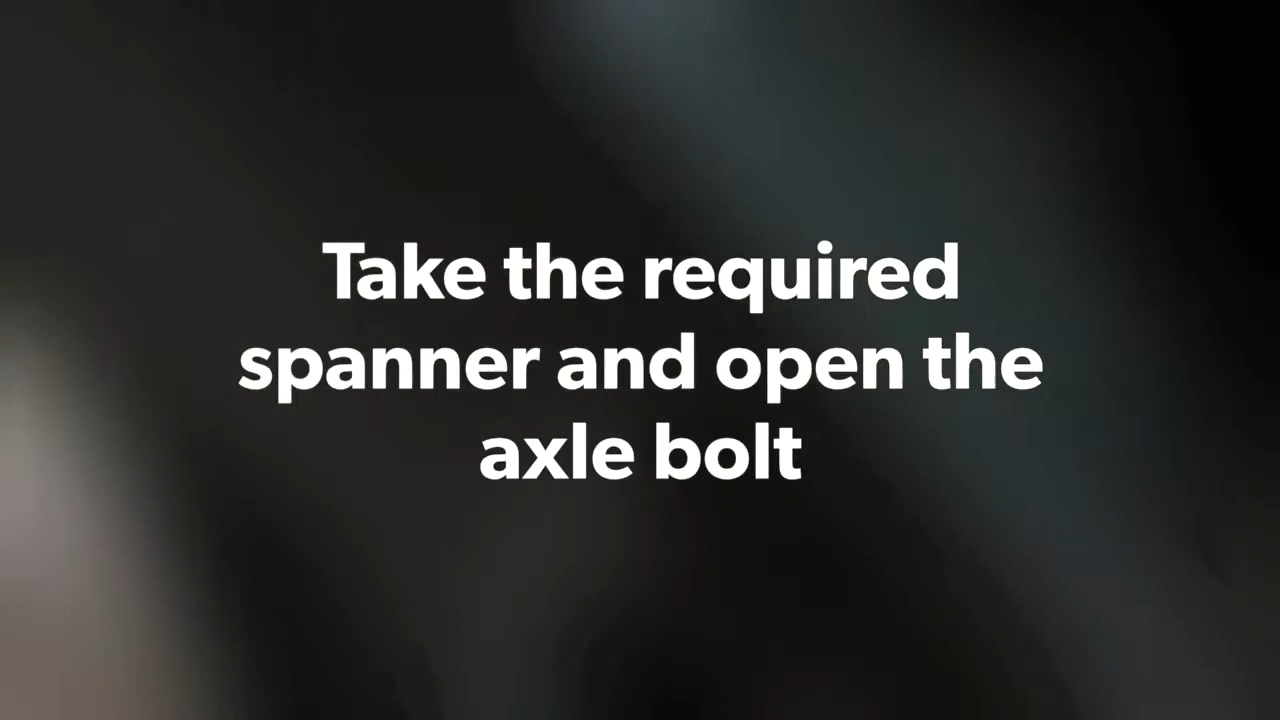 Take the required
spanner and open the
axle bolt